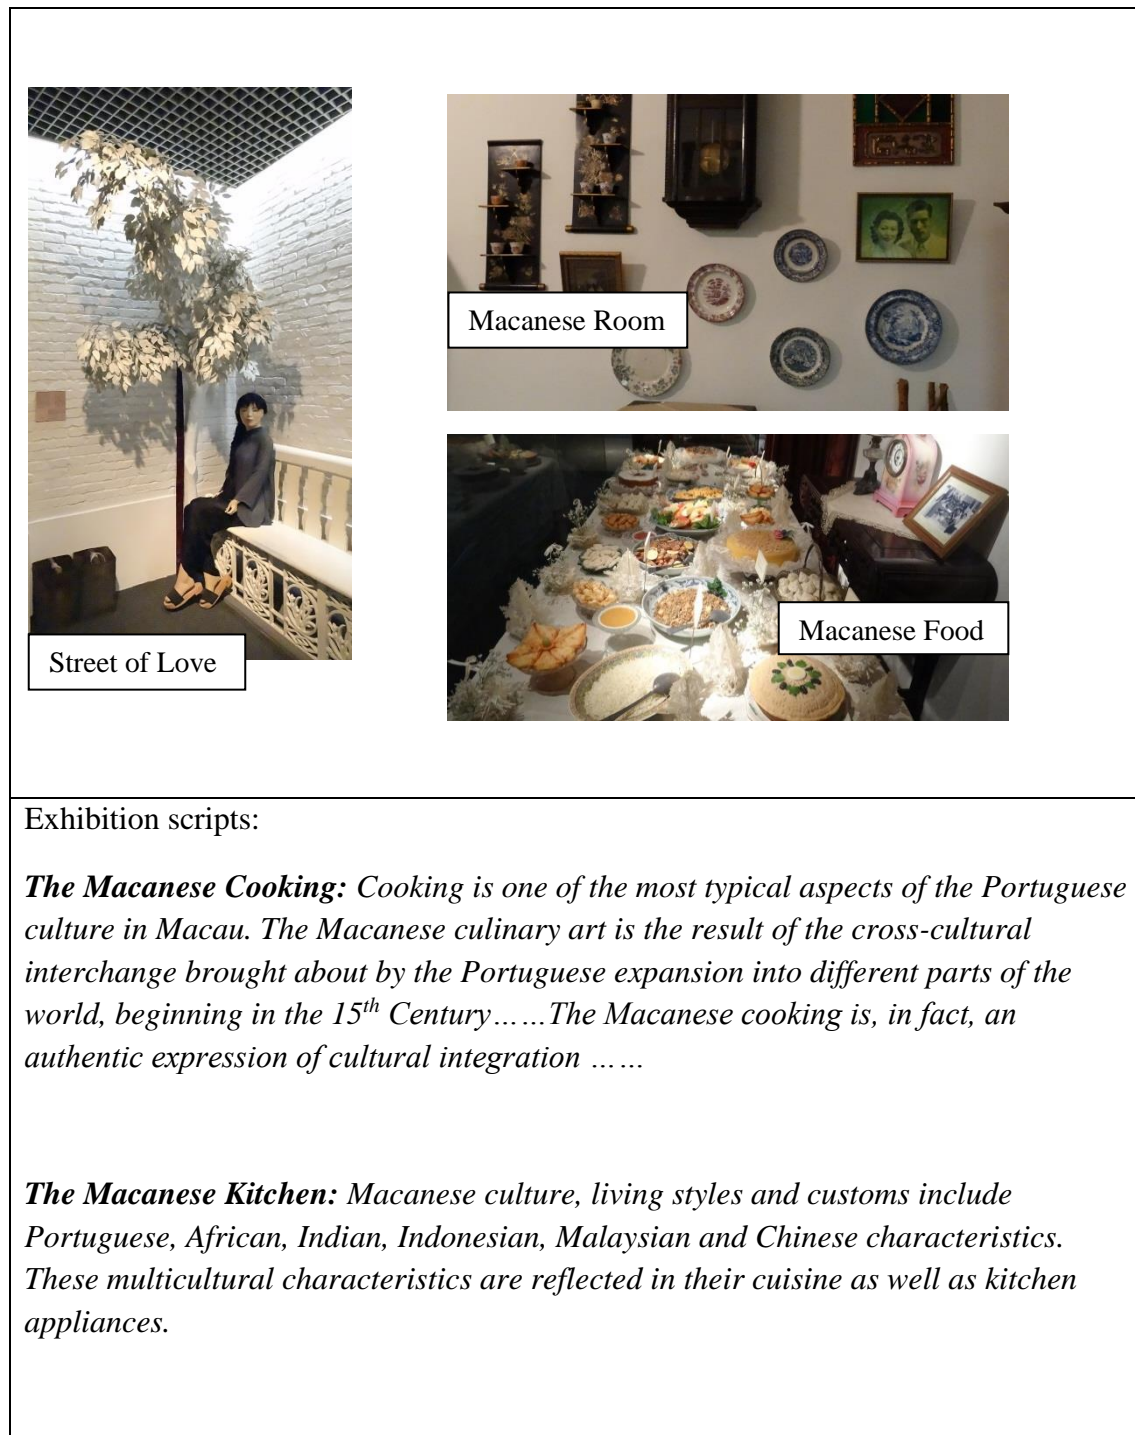 Macanese Room
Macanese Food
Street of Love
Exhibition scripts:
The Macanese Cooking: Cooking is one of the most typical aspects of the Portuguese
culture in Macau. The Macanese culinary art is the result of the cross-cultural
interchange brought about by the Portuguese expansion into different parts of the
world, beginning in the 15th Century……The Macanese cooking is, in fact, an
authentic expression of cultural integration ……
The Macanese Kitchen: Macanese culture, living styles and customs include
Portuguese, African, Indian, Indonesian, Malaysian and Chinese characteristics.
These multicultural characteristics are reflected in their cuisine as well as kitchen
appliances.